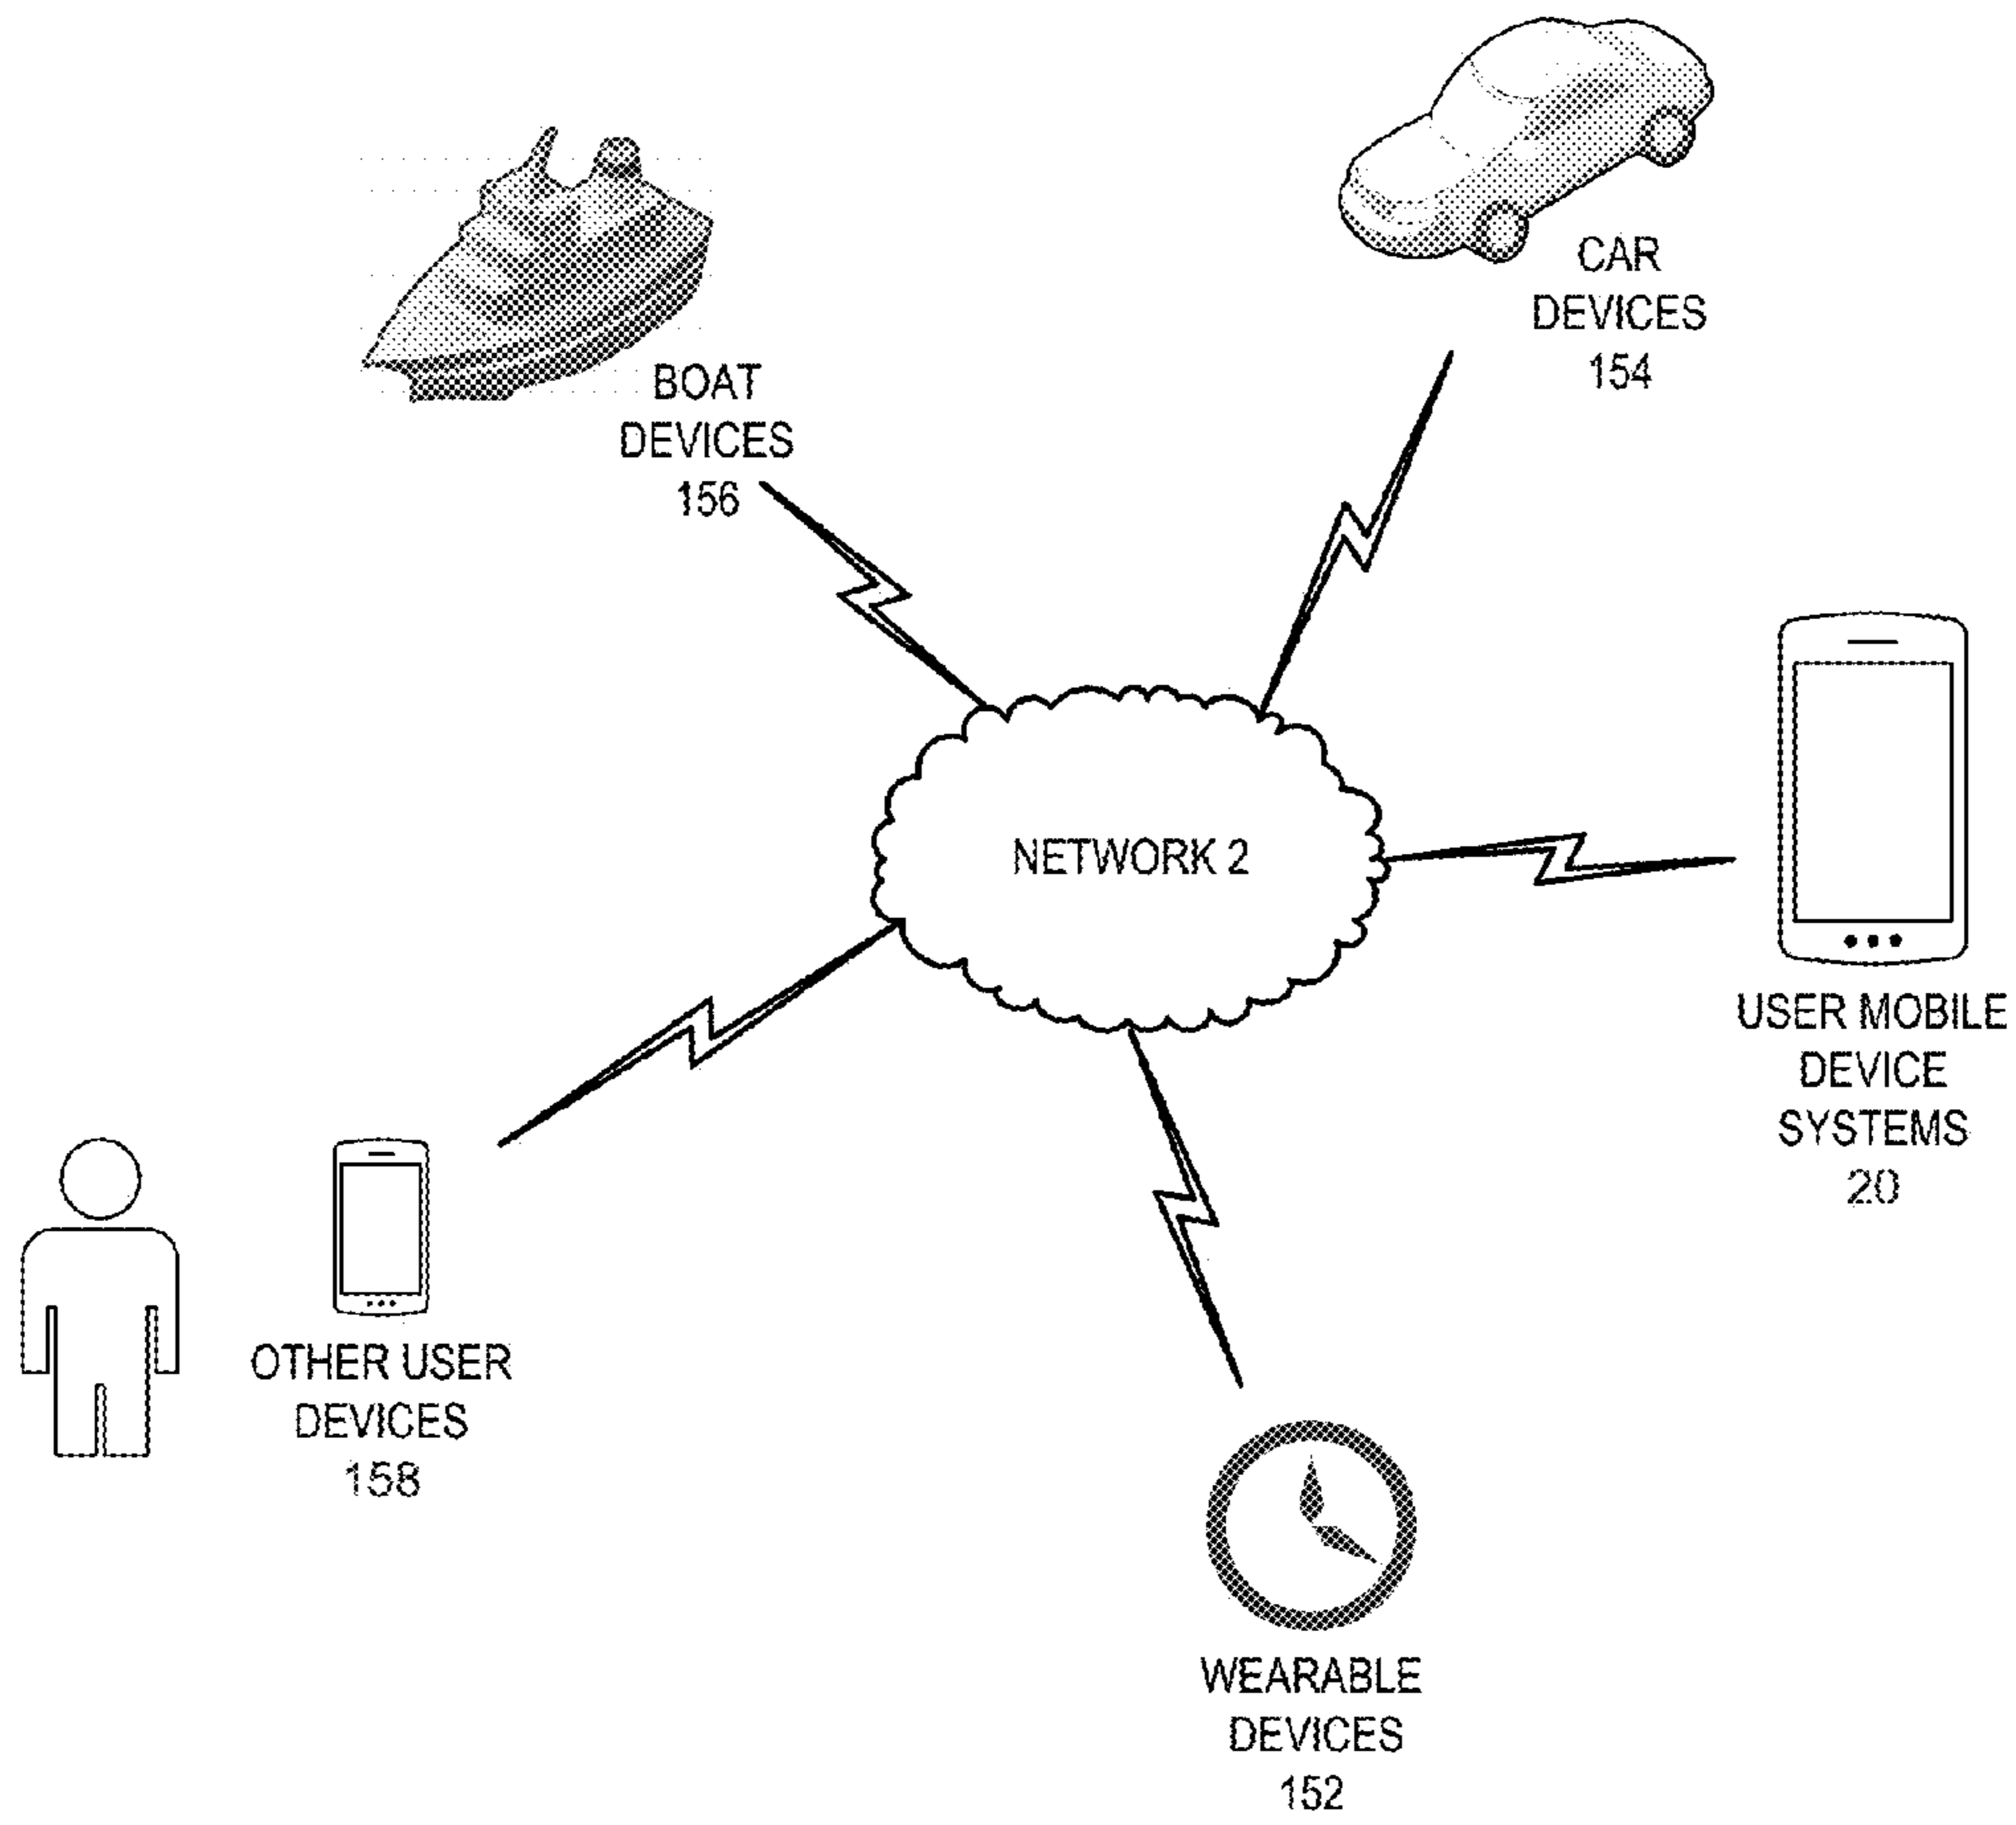 CAR
DEVICES
154
BOAT
DEVICES
156
NETWORK 2
USER MOBILE
DEVICE
SYSTEMS
20
OTHER USER
DEVICES
158
WEARABLE
DEVICES
152